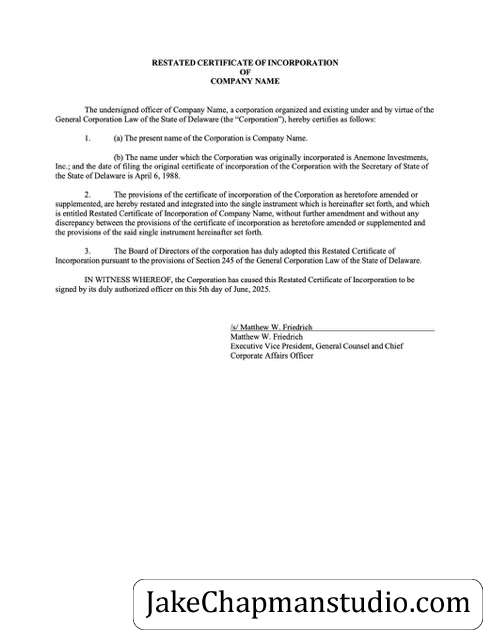 RESTATED CERTIFICATE OF INCORPORATION
OF
COMPANY NAME
The undersigned officer of Company Name, a corporation organized and existing under and by virtue of the
General Corporation Law of the State of Delaware (the “Corporation”), hereby certifies as follows:
1. (a) The present name of the Corporation is Company Name.
(b) The name under which the Corporation was originally incorporated is Anemone Investments,
Inc.; and the date of filing the original certificate of incorporation of the Corporation with the Secretary of State of
the State of Delaware is April 6, 1988.
2. The provisions of the certificate of incorporation of the Corporation as heretofore amended or
supplemented, are hereby restated and integrated into the single instrument which is hereinafter set forth, and which
is entitled Restated Certificate of Incorporation of Company Name, without further amendment and without any
discrepancy between the provisions of the certificate of incorporation as heretofore amended or supplemented and
the provisions of the said single instrument hereinafter set forth.
3. The Board of Directors of the corporation has duly adopted this Restated Certificate of
Incorporation pursuant to the provisions of Section 245 of the General Corporation Law of the State of Delaware.
IN WITNESS WHEREOF, the Corporation has caused this Restated Certificate of Incorporation to be
signed by its duly authorized officer on this 5th day of June, 2025.
/s/ Matthew W. Friedrich
Matthew W. Friedrich
Executive Vice President, General Counsel and Chief
Corporate Affairs Officer
JakeChapmanstudio.com